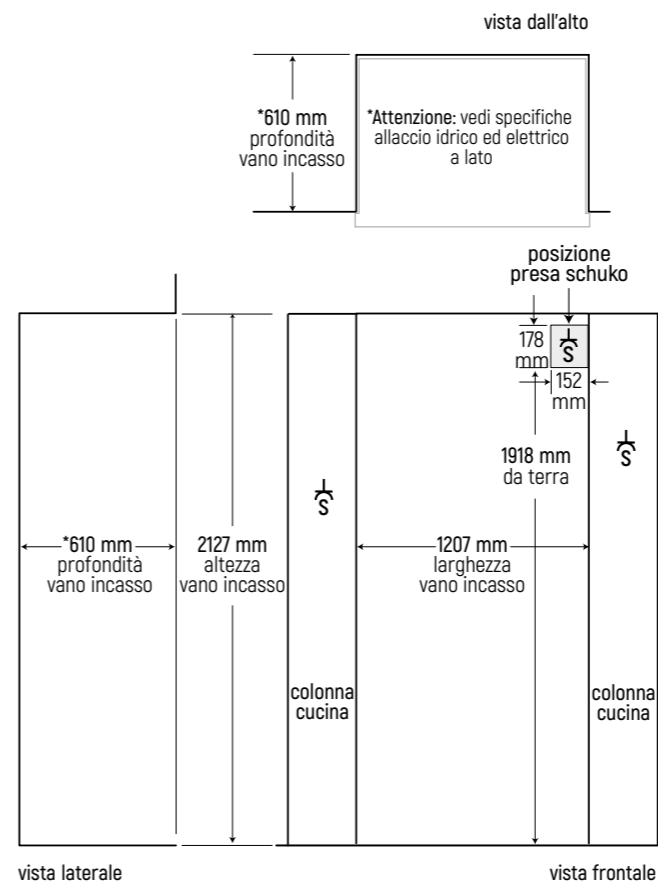 vista dall'alto
*610 mm
profondità
vano incasso
*Attenzione: vedi specifiche
allaccio idrico ed elettrico
a lato
posizione
presa schuko
178
mm
S
152
mm
S
1918 mm
da terra
S
*610 mm
profondità
vano incasso
2127 mm
altezza
vano incasso
1207 mm
larghezza
vano incasso
colonna
cucina
colonna
cucina
vista laterale
vista frontale